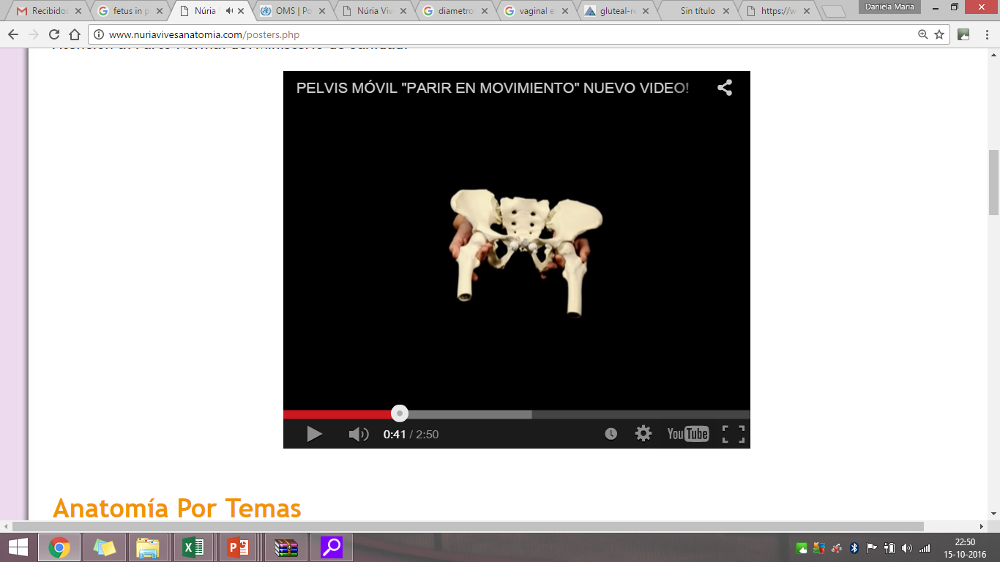 Recibidos
fetus in p
Núria
OMS | Po
Núria Viv
diametro
vaginal e
gluteal-re
Sin título
https://w
Daniela Maria
www.nuriavivesanatomia.com/posters.php
PELVIS MÓVIL "PARIR EN MOVIMIENTO" NUEVO VIDEO!
0:41 / 2:50
YouTube
Anatomía Por Temas
22:50
15-10-2016